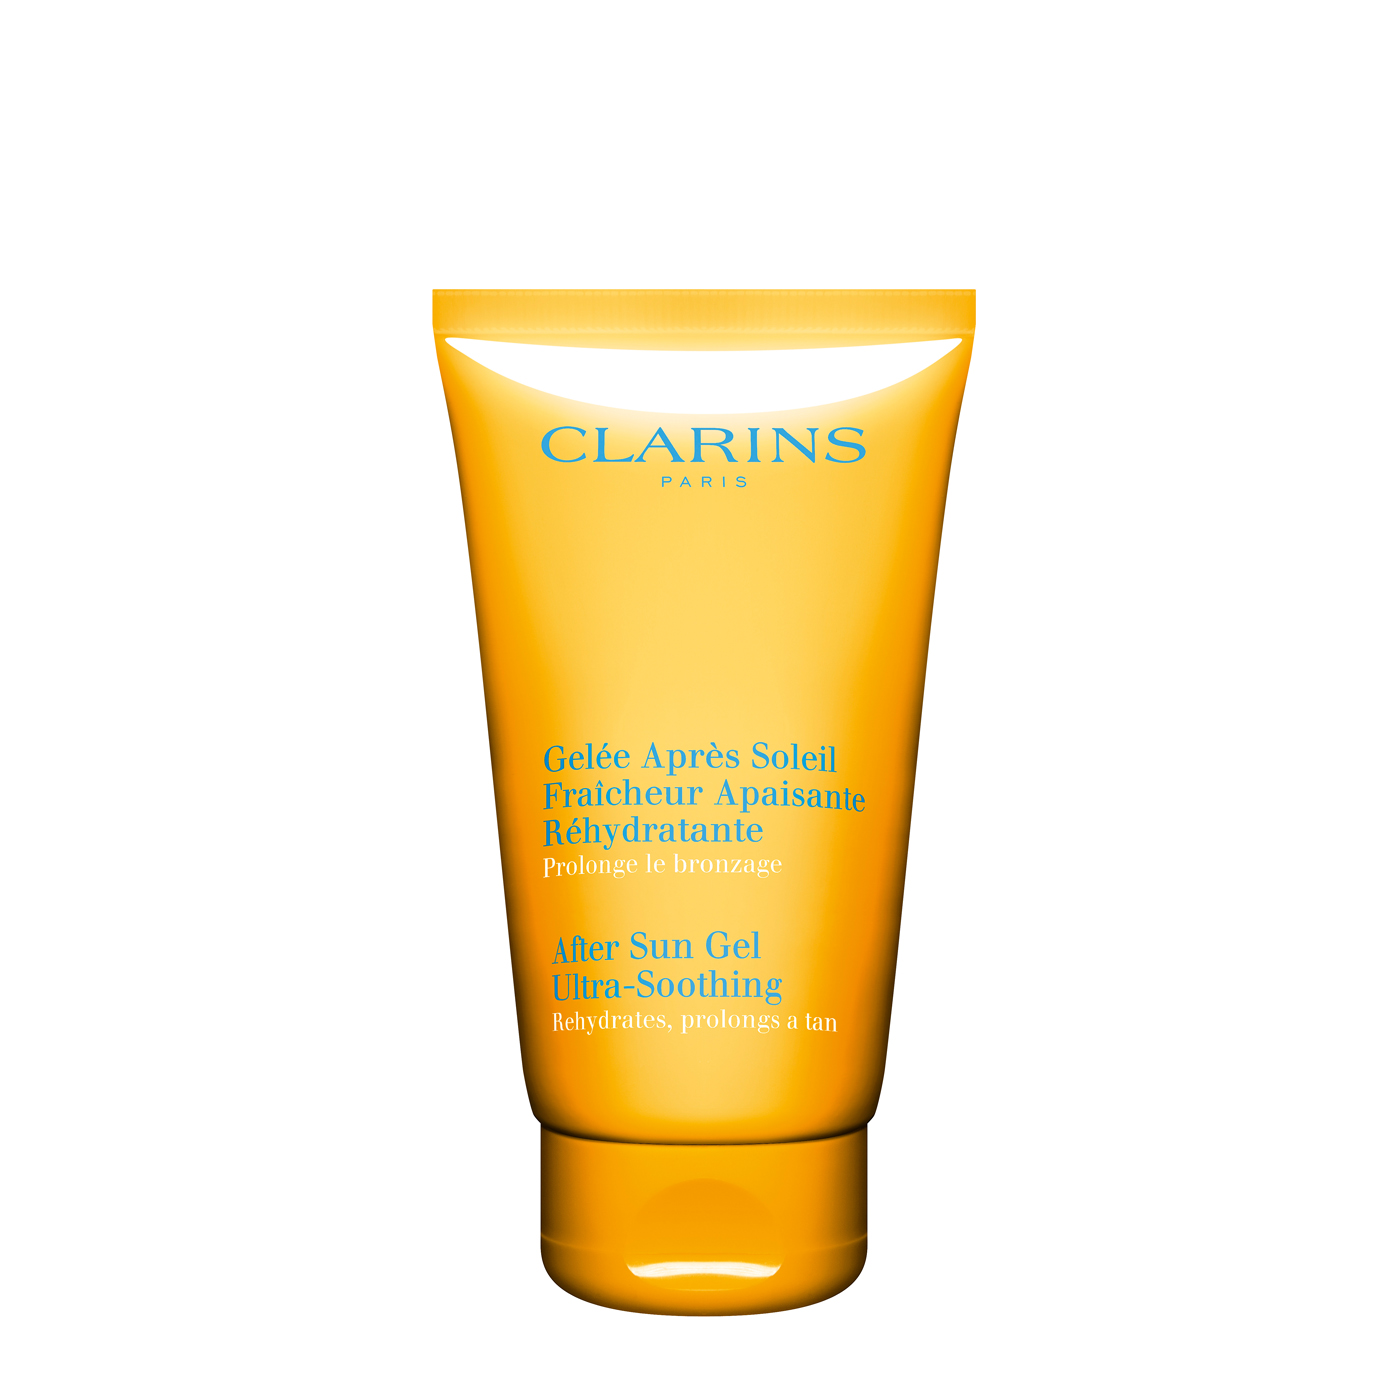 CLARINS
PARIS
Gelée Après Soleil
Fraîcheur Apaisante
Réhydratante
Prolonge le bronzage
After Sun Gel
Ultra-Soothing
Rehydrates, prolongs a tan